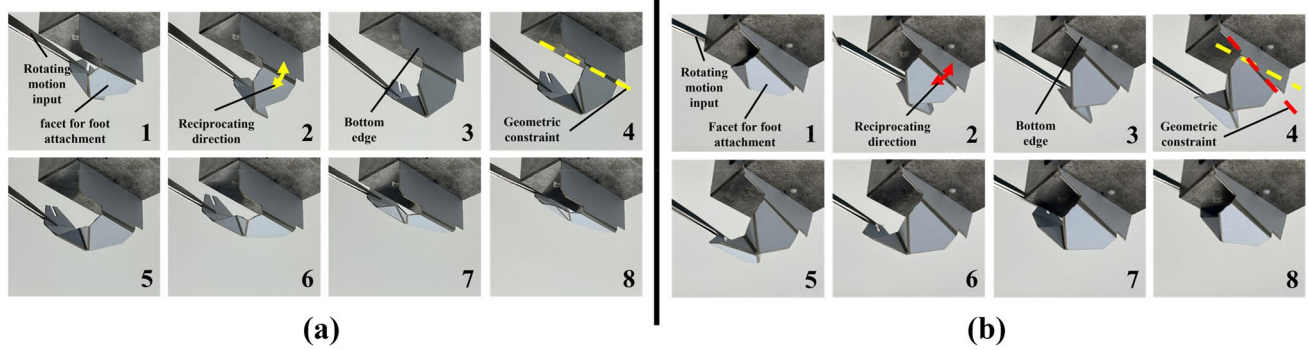 Rotating
motion
input
facet for foot
attachment
1
Reciprocating
direction
2
Bottom
edge
3
Geometric
constraint
4
5
6
7
8
(a)
Rotating
motion
input
Facet for foot
attachment
1
Reciprocating
direction
2
Bottom
edge
3
Geometric
constraint
4
5
6
7
8
(b)